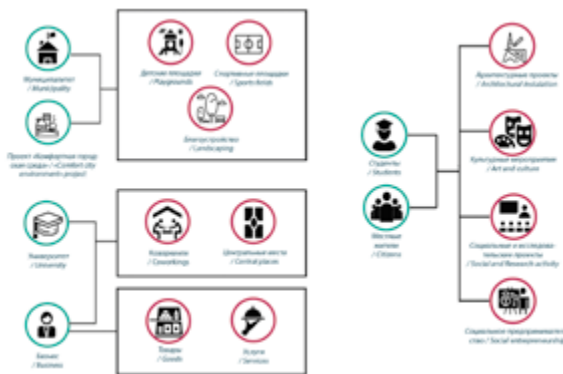 Муниципалитет
/ Municipality
Детские площадки
/ Playgrounds
Спортивные площадки
/ Sports fields
Благоустройство
/ Landscaping
Проект «Комфортная город
ская среда» / «Comfort city
environment» project
Университет
/ University
Коворкинги
/ Coworkings
Центральные места
/ Central places
Бизнес
/ Business
Товары
/ Goods
Услуги
/ Services
Студенты
/ Students
Местные
жители
/ Citizens
Архитектурные проекты
/ Architectural installation
Культурные мероприятия
/ Art and culture
Социальные и исследова
тельские проекты
/ Social and Research activity
Социальное предпринимательство
ство / Social entrepreneurship